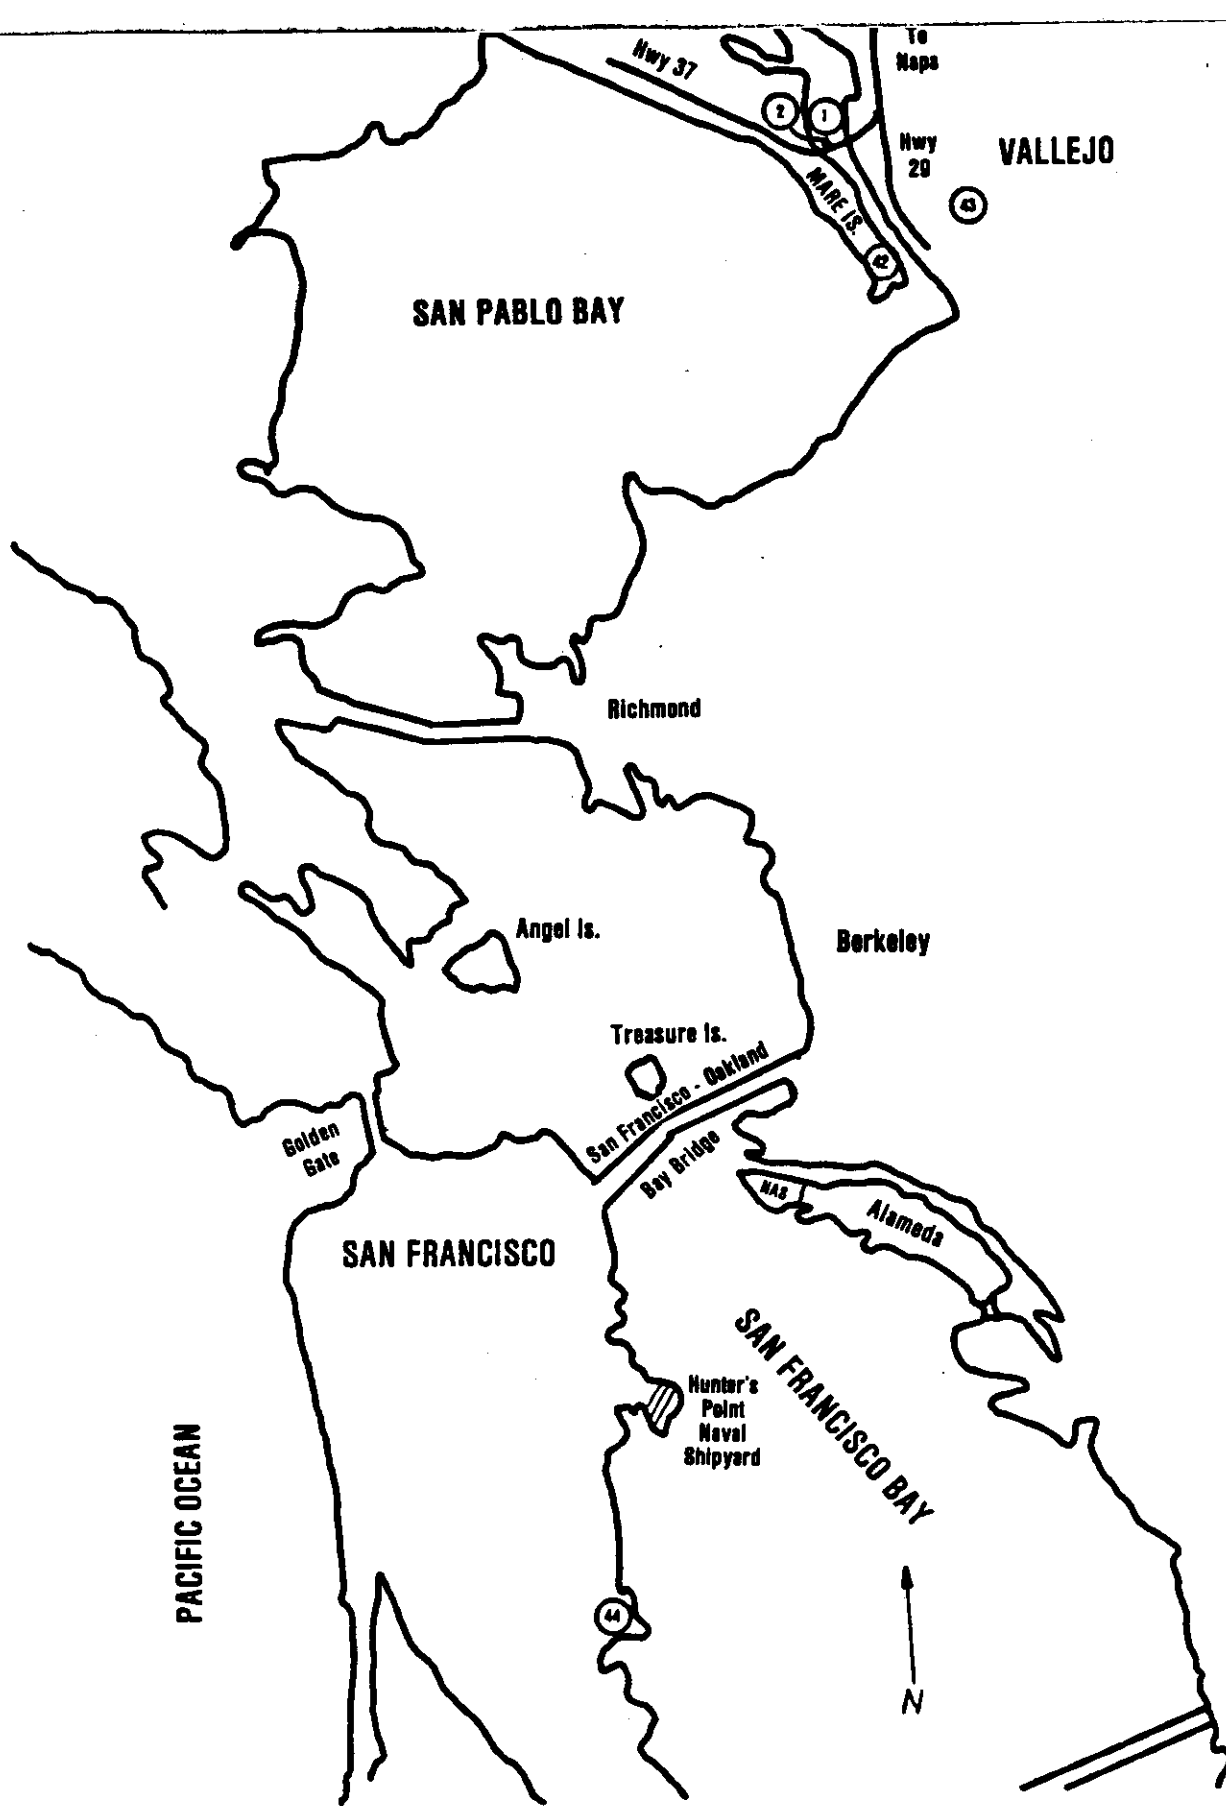 To
Napa
Hwy 37
2
1
Hwy
29
VALLEJO
MARE IS.
43
42
SAN PABLO BAY
Richmond
Angel Is.
Berkeley
Treasure Is.
San Francisco - Oakland
Bay Bridge
Golden
Gate
NAS
Alameda
SAN FRANCISCO
SAN FRANCISCO BAY
Hunter's
Point
Naval
Shipyard
PACIFIC OCEAN
44
N